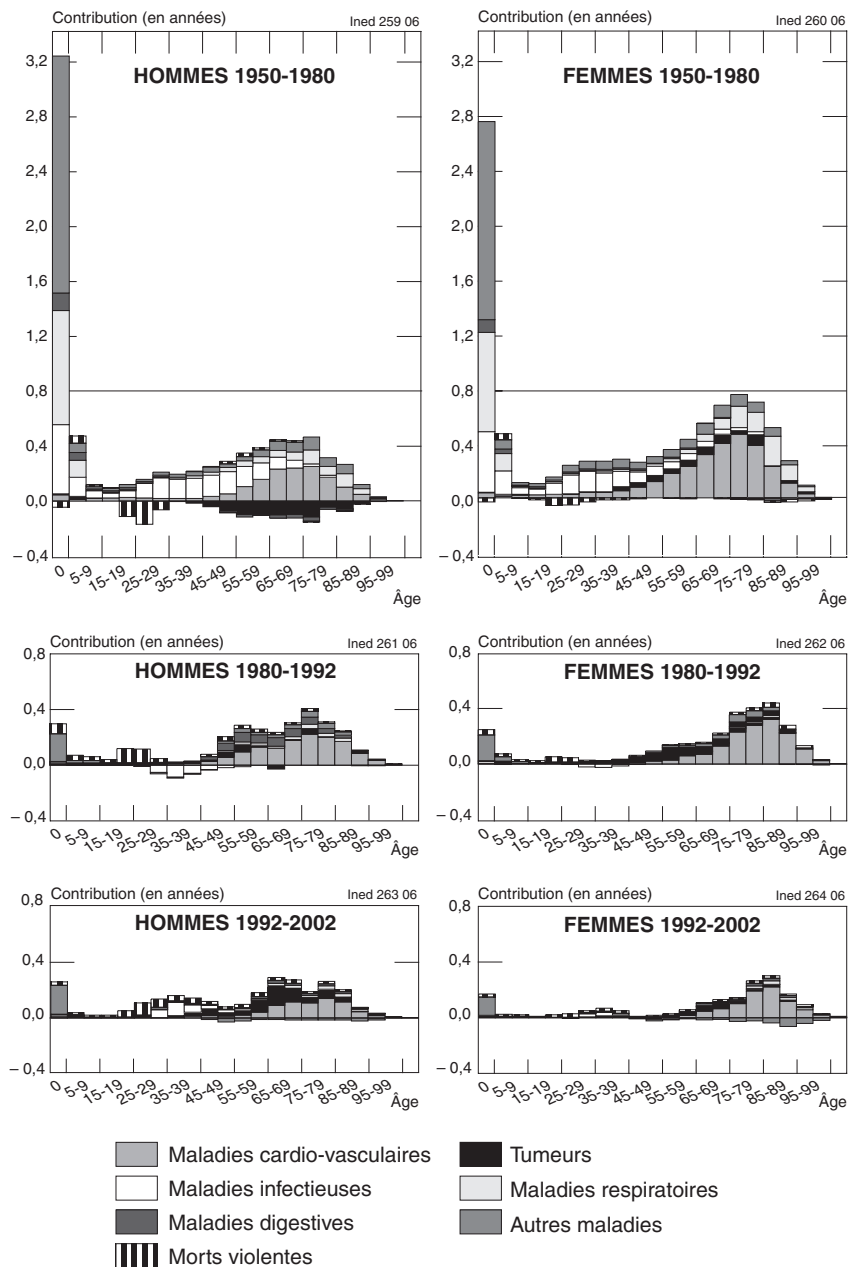 Contribution (en années) Ined 259 06
HOMMES 1950-1980
3,2
2,8
2,4
2,0
1,6
1,2
0,8
0,4
0,0
– 0,4
0 5-9 15-19 25-29 35-39 45-49 55-59 65-69 75-79 85-89 95-99
Âge
Contribution (en années) Ined 260 06
FEMMES 1950-1980
3,2
2,8
2,4
2,0
1,6
1,2
0,8
0,4
0,0
– 0,4
0 5-9 15-19 25-29 35-39 45-49 55-59 65-69 75-79 85-89 95-99
Âge
Contribution (en années) Ined 261 06
HOMMES 1980-1992
0,8
0,4
0,0
– 0,4
0 5-9 15-19 25-29 35-39 45-49 55-59 65-69 75-79 85-89 95-99
Âge
Contribution (en années) Ined 262 06
FEMMES 1980-1992
0,8
0,4
0,0
– 0,4
0 5-9 15-19 25-29 35-39 45-49 55-59 65-69 75-79 85-89 95-99
Âge
Contribution (en années) Ined 263 06
HOMMES 1992-2002
0,8
0,4
0,0
– 0,4
0 5-9 15-19 25-29 35-39 45-49 55-59 65-69 75-79 85-89 95-99
Âge
Contribution (en années) Ined 264 06
FEMMES 1992-2002
0,8
0,4
0,0
– 0,4
0 5-9 15-19 25-29 35-39 45-49 55-59 65-69 75-79 85-89 95-99
Âge
Maladies cardio-vasculaires
Maladies infectieuses
Maladies digestives
Morts violentes
Tumeurs
Maladies respiratoires
Autres maladies